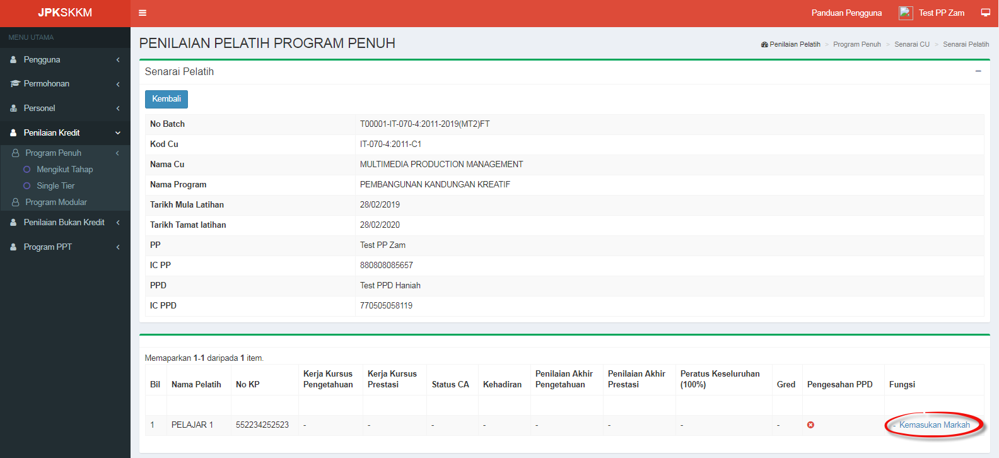 JPKSKKM
Panduan Pengguna
Test PP Zam
MENU UTAMA
Pengguna
Permohonan
Personel
Penilaian Kredit
Program Penuh
Mengikut Tahap
Single Tier
Program Modular
Penilaian Bukan Kredit
Program PPT
PENILAIAN PELATIH PROGRAM PENUH
Penilaian Pelatih > Program Penuh > Senarai CU > Senarai Pelatih
Senarai Pelatih
Kembali
No Batch T00001-IT-070-4:2011-2019(MT2)FT
Kod Cu IT-070-4:2011-C1
Nama Cu MULTIMEDIA PRODUCTION MANAGEMENT
Nama Program PEMBANGUNAN KANDUNGAN KREATIF
Tarikh Mula Latihan 28/02/2019
Tarikh Tamat latihan 28/02/2020
PP Test PP Zam
IC PP 880808085657
PPD Test PPD Haniah
IC PPD 770505058119
Memaparkan 1-1 daripada 1 item.
Bil Nama Pelatih No KP Kerja Kursus Pengetahuan Kerja Kursus Prestasi Status CA Kehadiran Penilaian Akhir Pengetahuan Penilaian Akhir Prestasi Peratus Keseluruhan (100%) Gred Pengesahan PPD Fungsi
1 PELAJAR 1 552234252523 - - - - - - - - - Kemasukan Markah